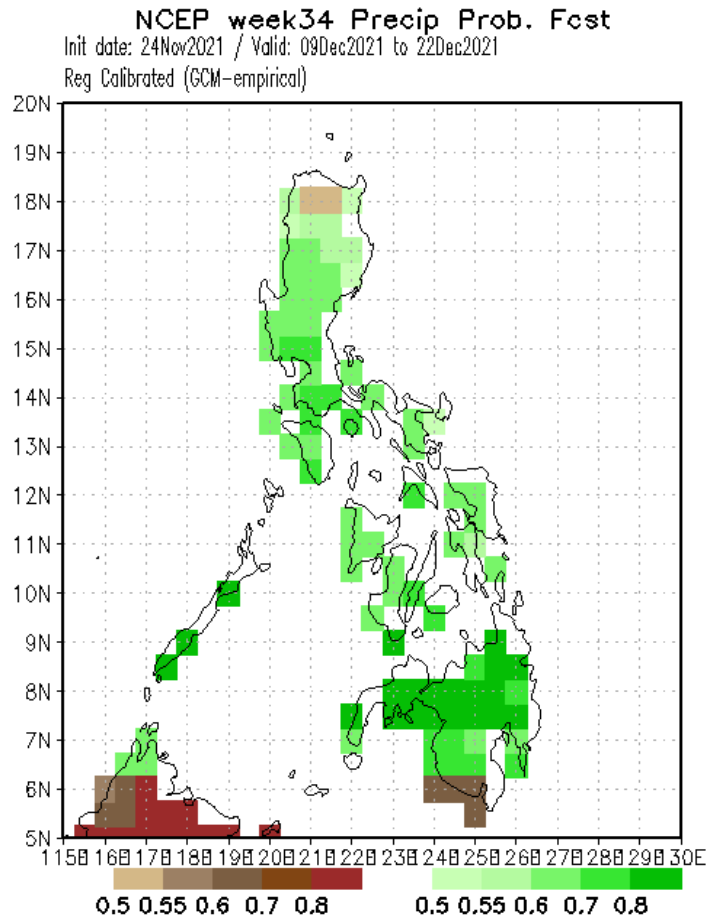 NCEP week34 Precip Prob. Fcst
Init date: 24Nov2021 / Valid: 09Dec2021 to 22Dec2021
Reg Calibrated (GCM-empirical)
20N
19N
18N
17N
16N
15N
14N
13N
12N
11N
10N
9N
8N
7N
6N
5N
0.5 0.55 0.6 0.7 0.8 0.5 0.55 0.6 0.7 0.8